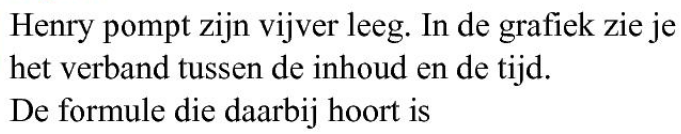 Henry pompt zijn vijver leeg. In de grafiek zie je
het verband tussen de inhoud en de tijd.
De formule die daarbij hoort is